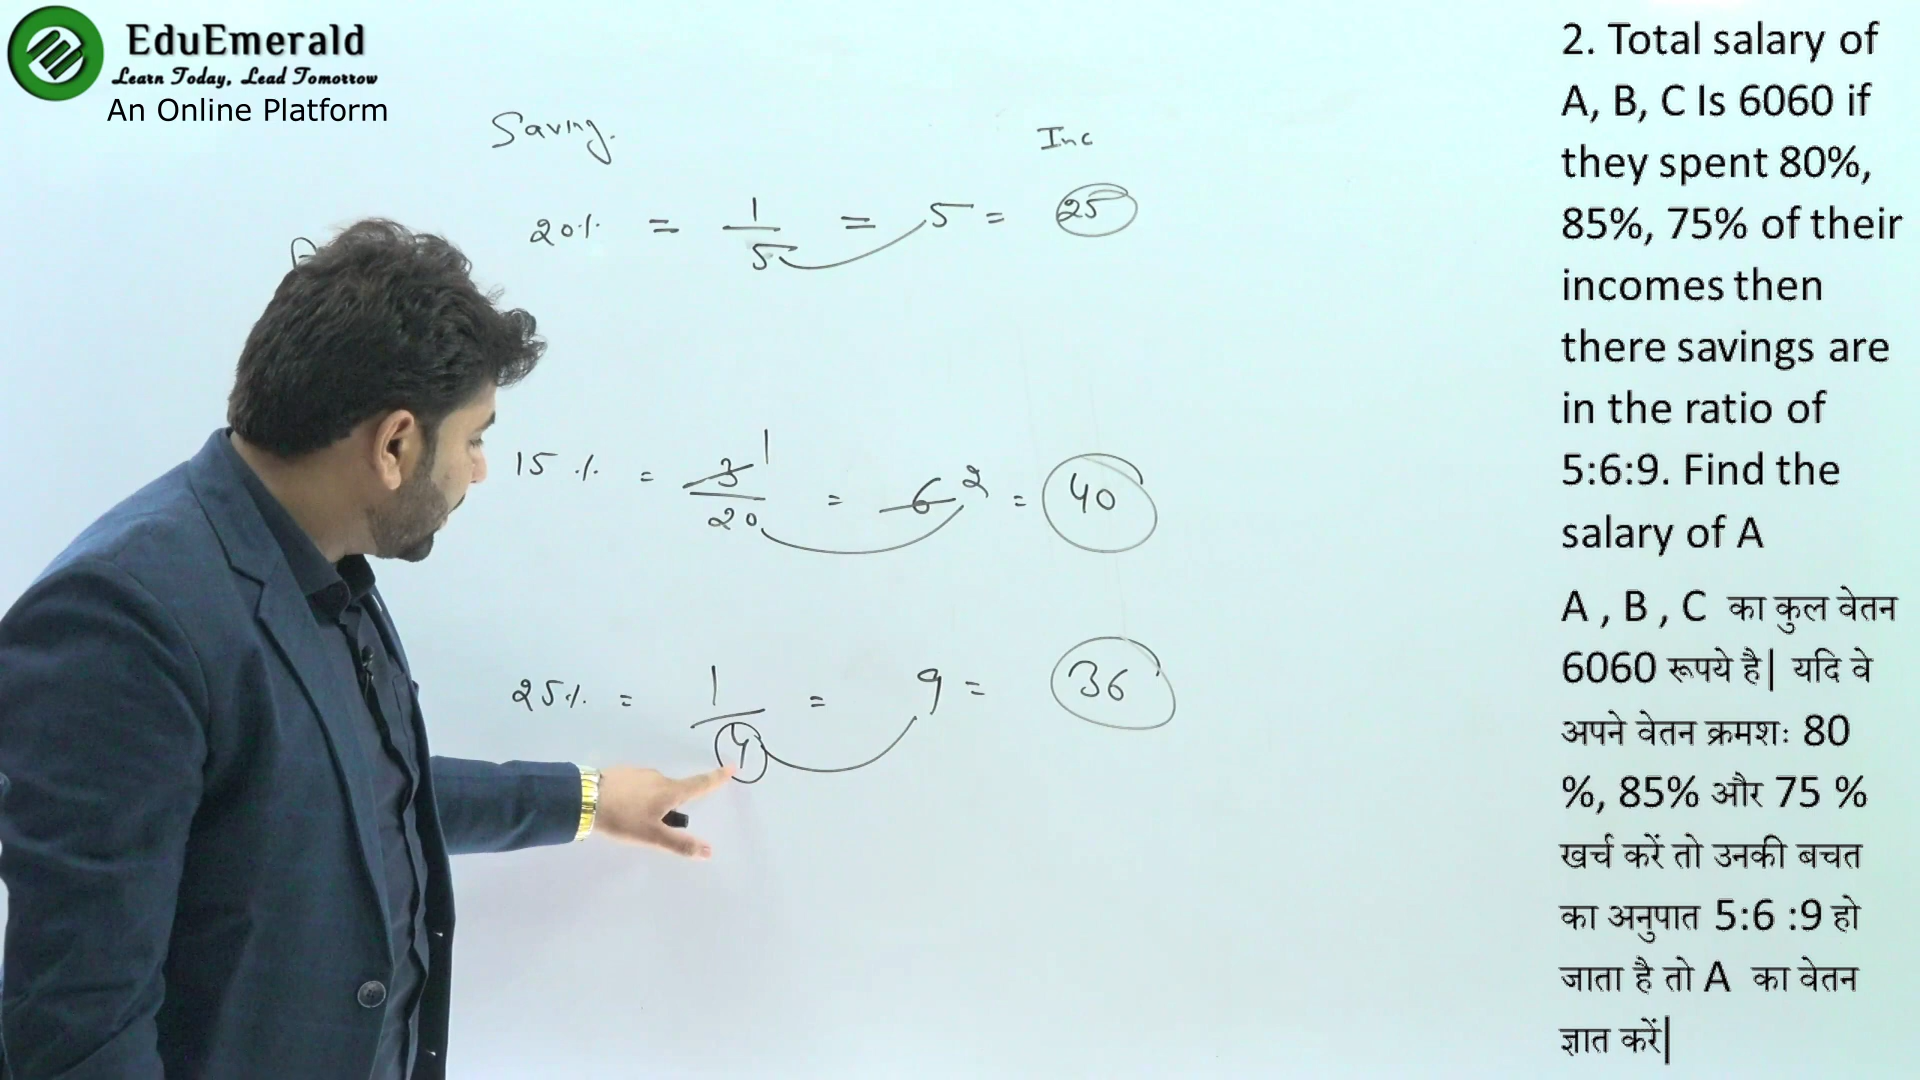 EduEmerald
Learn Today, Lead Tomorrow
An Online Platform
Saving. Inc
20% = 1/5 = 5 = 25
15% = 3/20 1 = 6 2 = 40
25% = 1/4 = 9 = 36
2. Total salary of
A, B, C Is 6060 if
they spent 80%,
85%, 75% of their
incomes then
there savings are
in the ratio of
5:6:9. Find the
salary of A
A , B , C का कुल वेतन
6060 रूपये है| यदि वे
अपने वेतन क्रमशः 80
%, 85% और 75 %
खर्च करें तो उनकी बचत
का अनुपात 5:6 :9 हो
जाता है तो A का वेतन
ज्ञात करें|